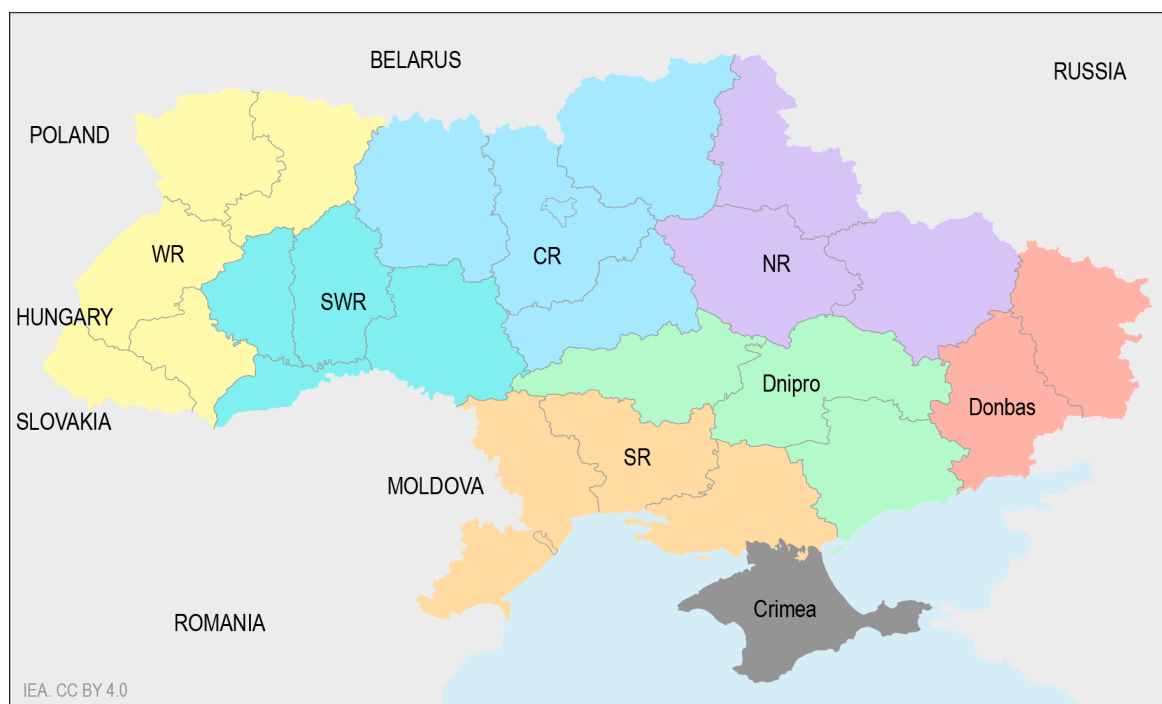 BELARUS
RUSSIA
POLAND
WR
CR
NR
SWR
HUNGARY
Dnipro
Donbas
SLOVAKIA
SR
MOLDOVA
Crimea
ROMANIA
IEA. CC BY 4.0